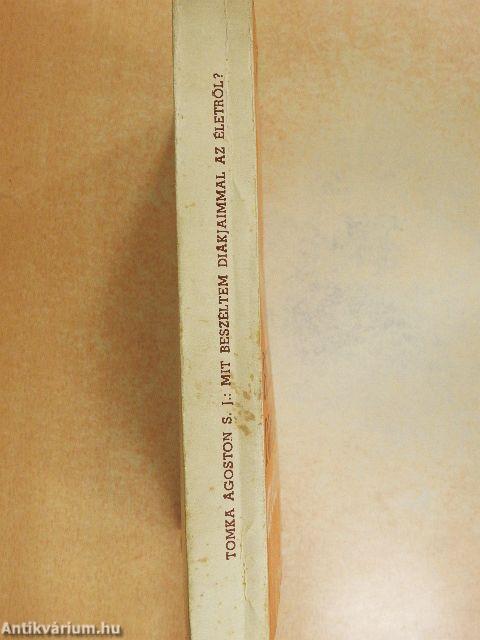 TOMKA ÁGOSTON S. J.: MIT BESZÉLTEM DIÁKJAIMMAL AZ ÉLETRŐL?
Antikvárium.hu